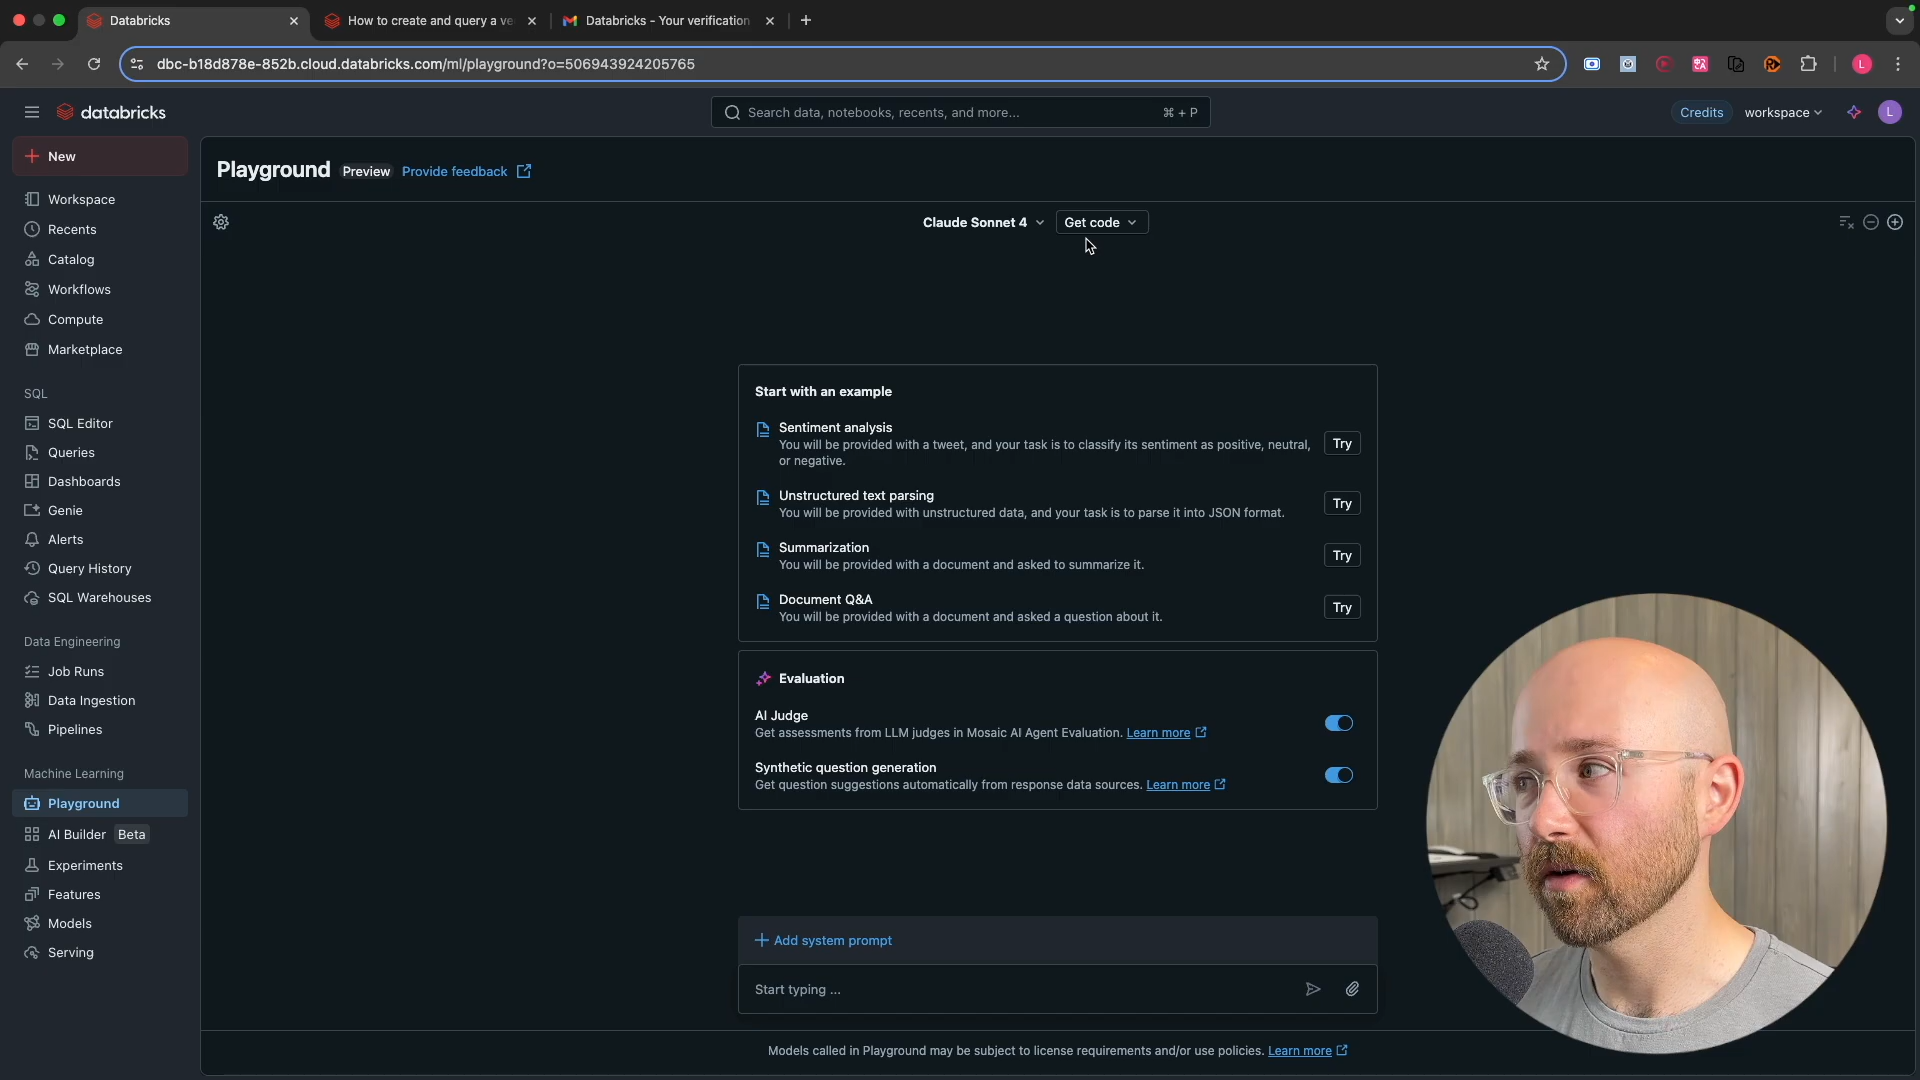 Databricks
How to create and query a ve
Databricks - Your verification
dbc-b18d878e-852b.cloud.databricks.com/ml/playground?o=506943924205765
L
databricks
Search data, notebooks, recents, and more...
⌘ + P
Credits
workspace
L
New
Workspace
Recents
Catalog
Workflows
Compute
Marketplace
SQL
SQL Editor
Queries
Dashboards
Genie
Alerts
Query History
SQL Warehouses
Data Engineering
Job Runs
Data Ingestion
Pipelines
Machine Learning
Playground
AI Builder Beta
Experiments
Features
Models
Serving
Playground Preview Provide feedback
Claude Sonnet 4
Get code
Start with an example
Sentiment analysis
You will be provided with a tweet, and your task is to classify its sentiment as positive, neutral,
or negative.
Try
Unstructured text parsing
You will be provided with unstructured data, and your task is to parse it into JSON format.
Try
Summarization
You will be provided with a document and asked to summarize it.
Try
Document Q&A
You will be provided with a document and asked a question about it.
Try
Evaluation
AI Judge
Get assessments from LLM judges in Mosaic AI Agent Evaluation. Learn more
Synthetic question generation
Get question suggestions automatically from response data sources. Learn more
Add system prompt
Start typing ...
Models called in Playground may be subject to license requirements and/or use policies. Learn more